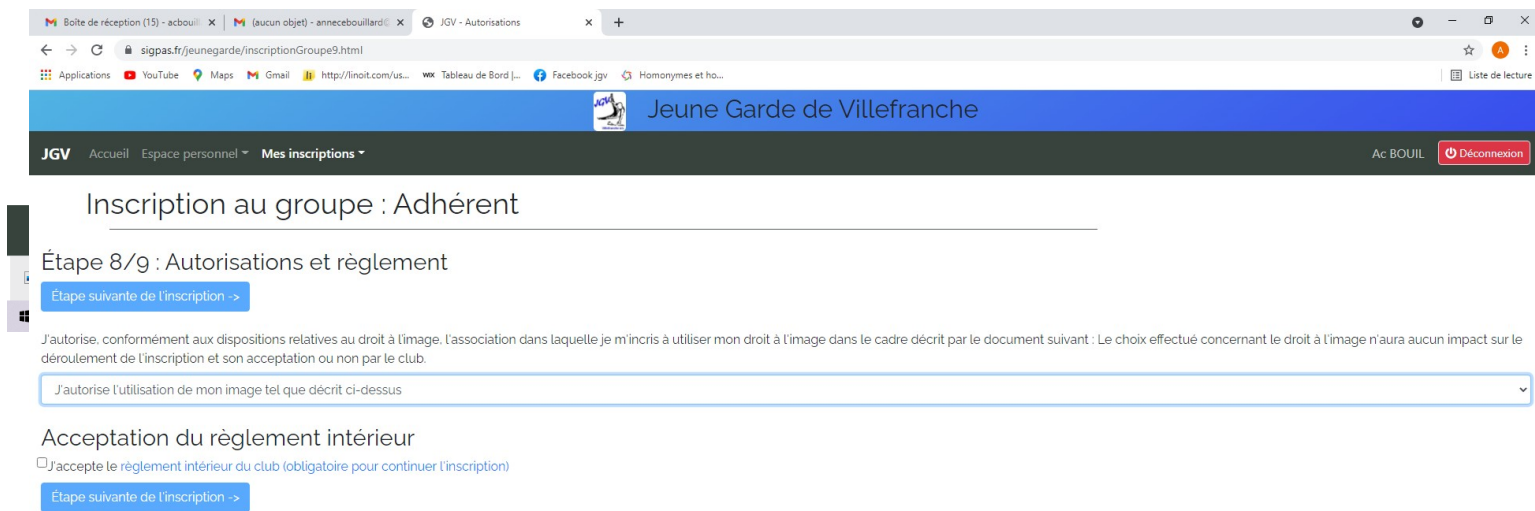 Boîte de réception (15) - acbouill
(aucun objet) - annecebouillard
JGV - Autorisations
sigpas.fr/jeunegarde/inscriptionGroupe9.html
A
Applications
YouTube
Maps
Gmail
http://linoit.com/us...
WIX Tableau de Bord |...
Facebook jgv
Homonymes et ho...
Liste de lecture
JGV
Jeune Garde de Villefranche
JGV
Accueil
Espace personnel
Mes inscriptions
Ac BOUIL
Déconnexion
Inscription au groupe : Adhérent
Étape 8/9 : Autorisations et règlement
Étape suivante de l'inscription ->
J'autorise, conformément aux dispositions relatives au droit à l'image, l'association dans laquelle je m'incris à utiliser mon droit à l'image dans le cadre décrit par le document suivant : Le choix effectué concernant le droit à l'image n'aura aucun impact sur le
déroulement de l'inscription et son acceptation ou non par le club.
J'autorise l'utilisation de mon image tel que décrit ci-dessus
Acceptation du règlement intérieur
J'accepte le règlement intérieur du club (obligatoire pour continuer l'inscription)
Étape suivante de l'inscription ->